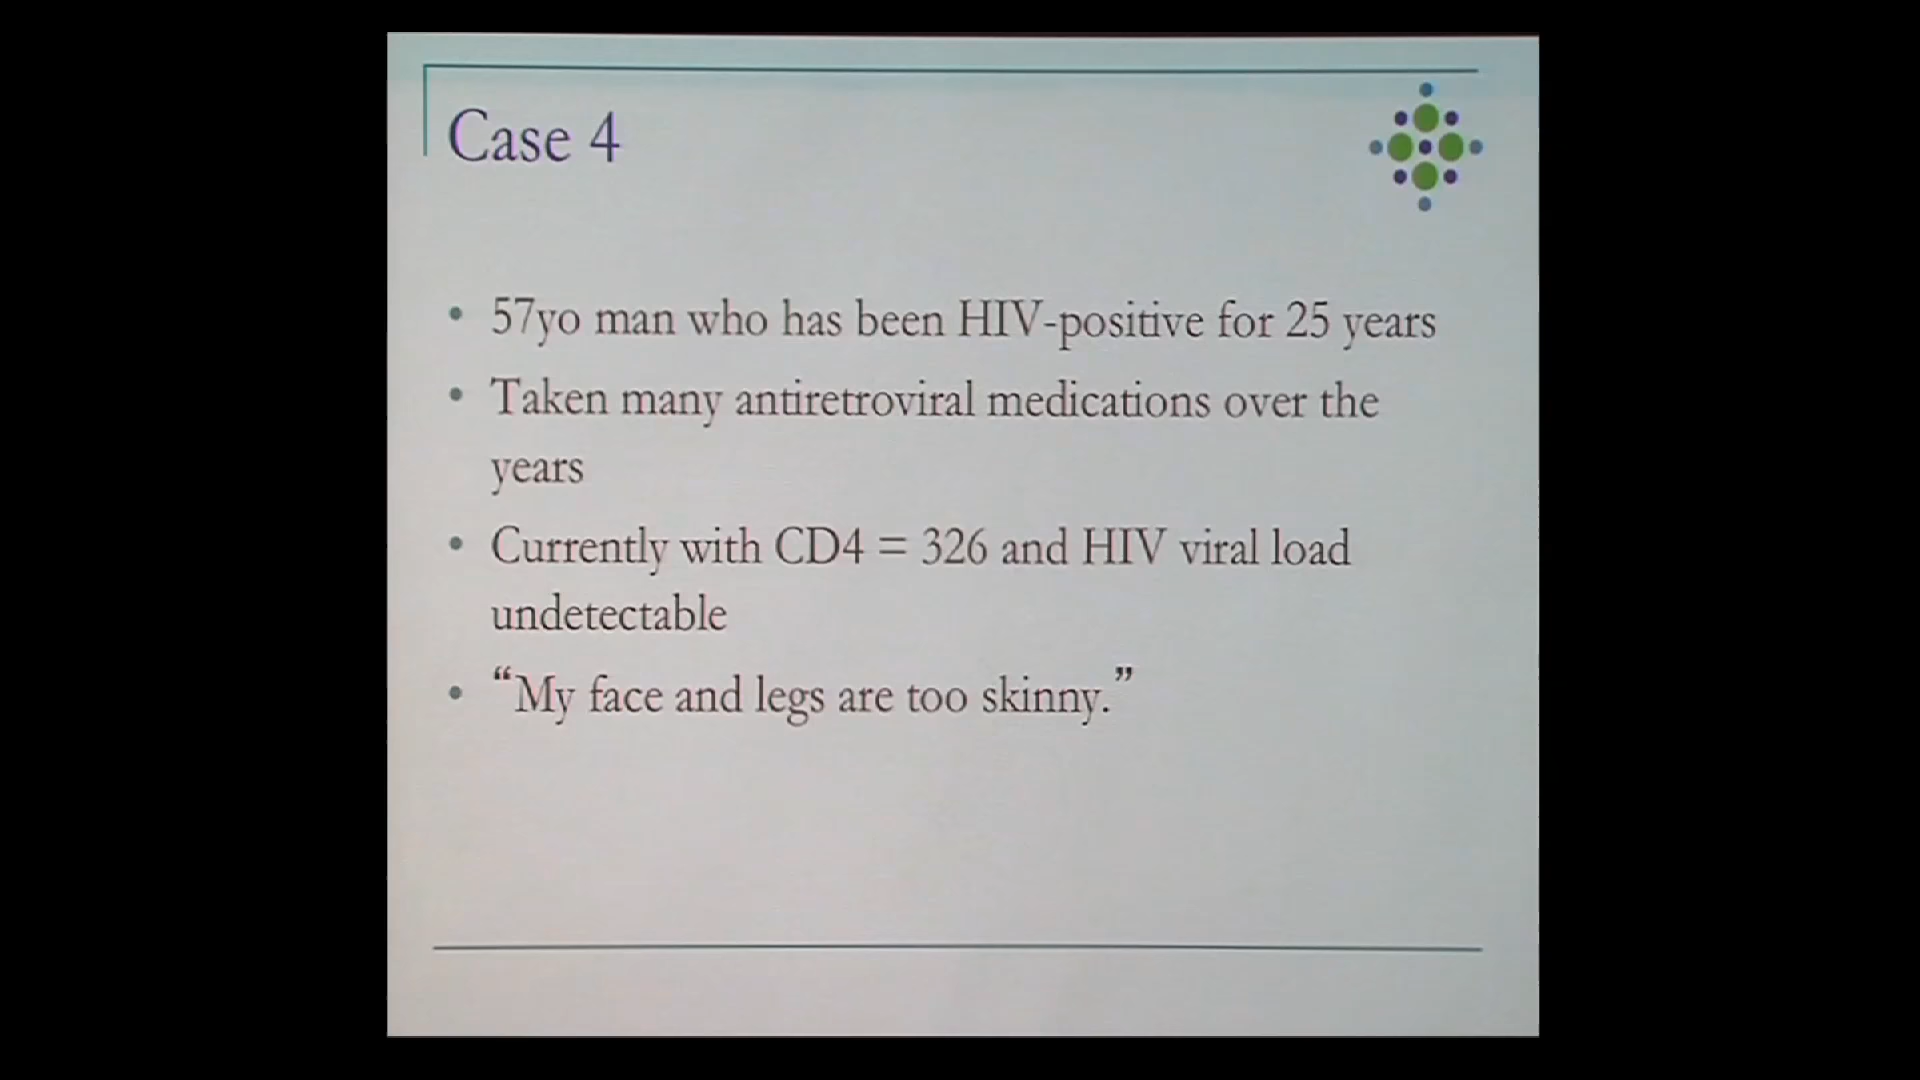 Case 4
• 57yo man who has been HIV-positive for 25 years
• Taken many antiretroviral medications over the
years
• Currently with CD4 = 326 and HIV viral load
undetectable
• “My face and legs are too skinny.”